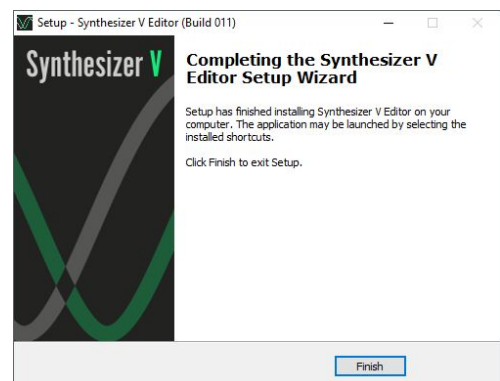 Setup - Synthesizer V Editor (Build 011)
Synthesizer V
Completing the Synthesizer V
Editor Setup Wizard
Setup has finished installing Synthesizer V Editor on your
computer. The application may be launched by selecting the
installed shortcuts.
Click Finish to exit Setup.
Finish